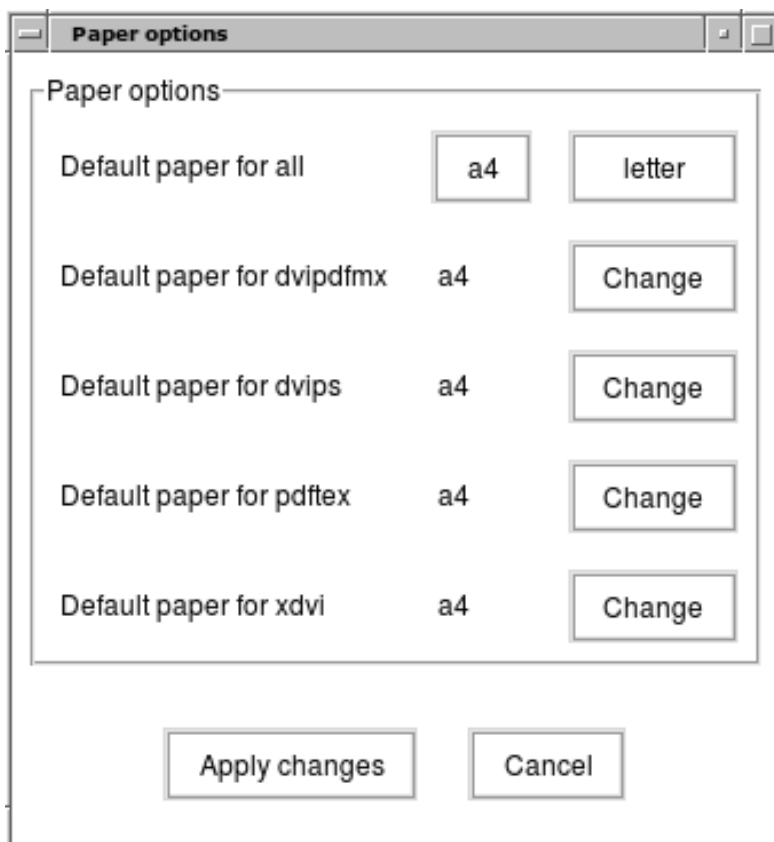 Paper options
Paper options
Default paper for all a4 letter
Default paper for dvipdfmx a4 Change
Default paper for dvips a4 Change
Default paper for pdftex a4 Change
Default paper for xdvi a4 Change
Apply changes Cancel